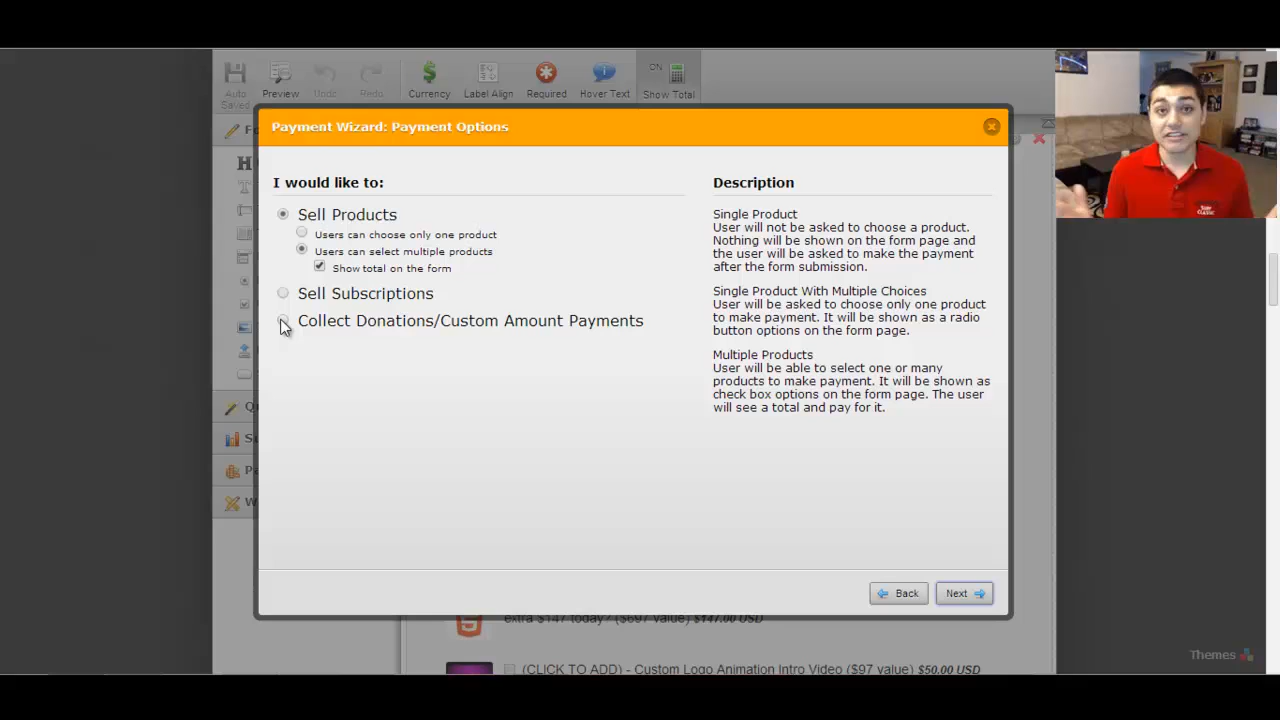 ON
Auto Saved
Preview
Undo
Redo
Currency
Label Align
Required
Hover Text
Show Total
Payment Wizard: Payment Options
I would like to:
Sell Products
Users can choose only one product
Users can select multiple products
Show total on the form
Sell Subscriptions
Collect Donations/Custom Amount Payments
Description
Single Product
User will not be asked to choose a product.
Nothing will be shown on the form page and
the user will be asked to make the payment
after the form submission.
Single Product With Multiple Choices
User will be asked to choose only one product
to make payment. It will be shown as a radio
button options on the form page.
Multiple Products
User will be able to select one or many
products to make payment. It will be shown as
check box options on the form page. The user
will see a total and pay for it.
Back
Next
extra $147 today? ($697 value) $147.00 USD
(CLICK TO ADD) - Custom Logo Animation Intro Video ($97 value) $50.00 USD
Themes